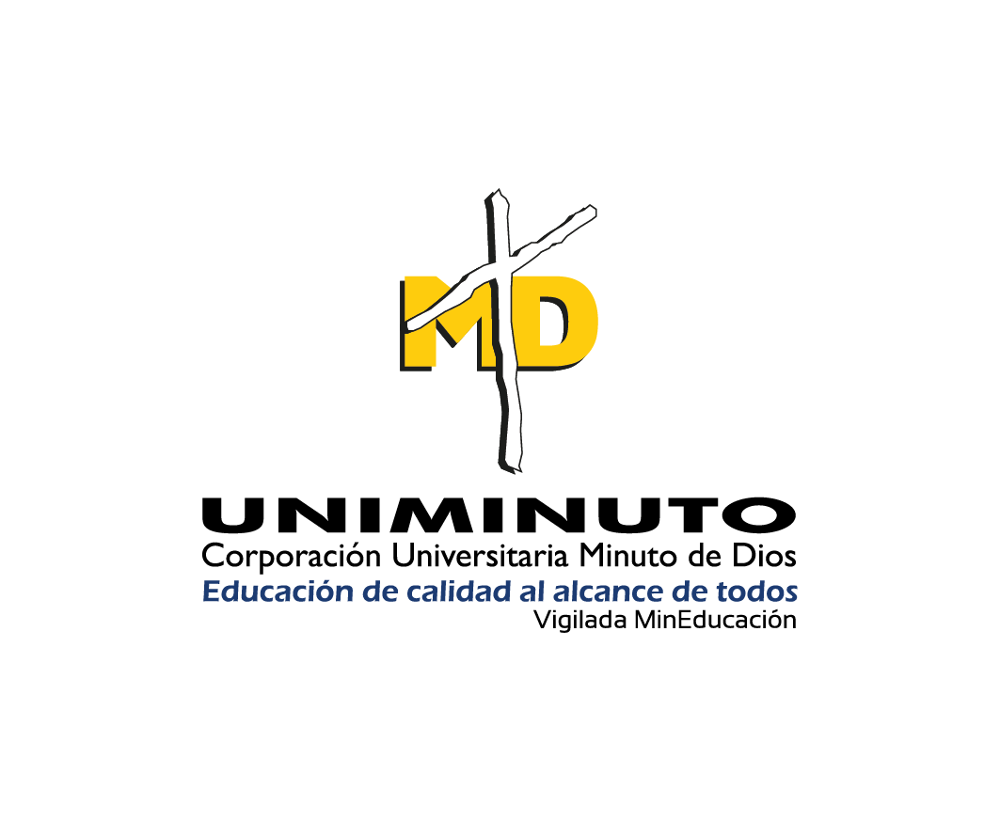 MD
UNIMINUTO
Corporación Universitaria Minuto de Dios
Educación de calidad al alcance de todos
Vigilada MinEducación